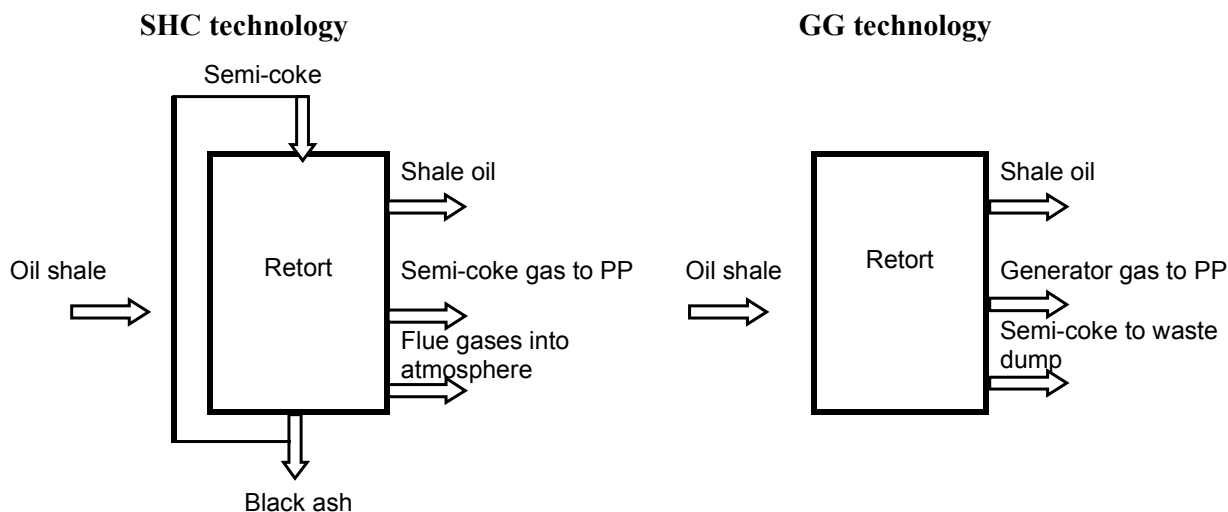 SHC technology
Semi-coke
Oil shale
Retort
Shale oil
Semi-coke gas to PP
Flue gases into
atmosphere
Black ash
GG technology
Oil shale
Retort
Shale oil
Generator gas to PP
Semi-coke to waste
dump